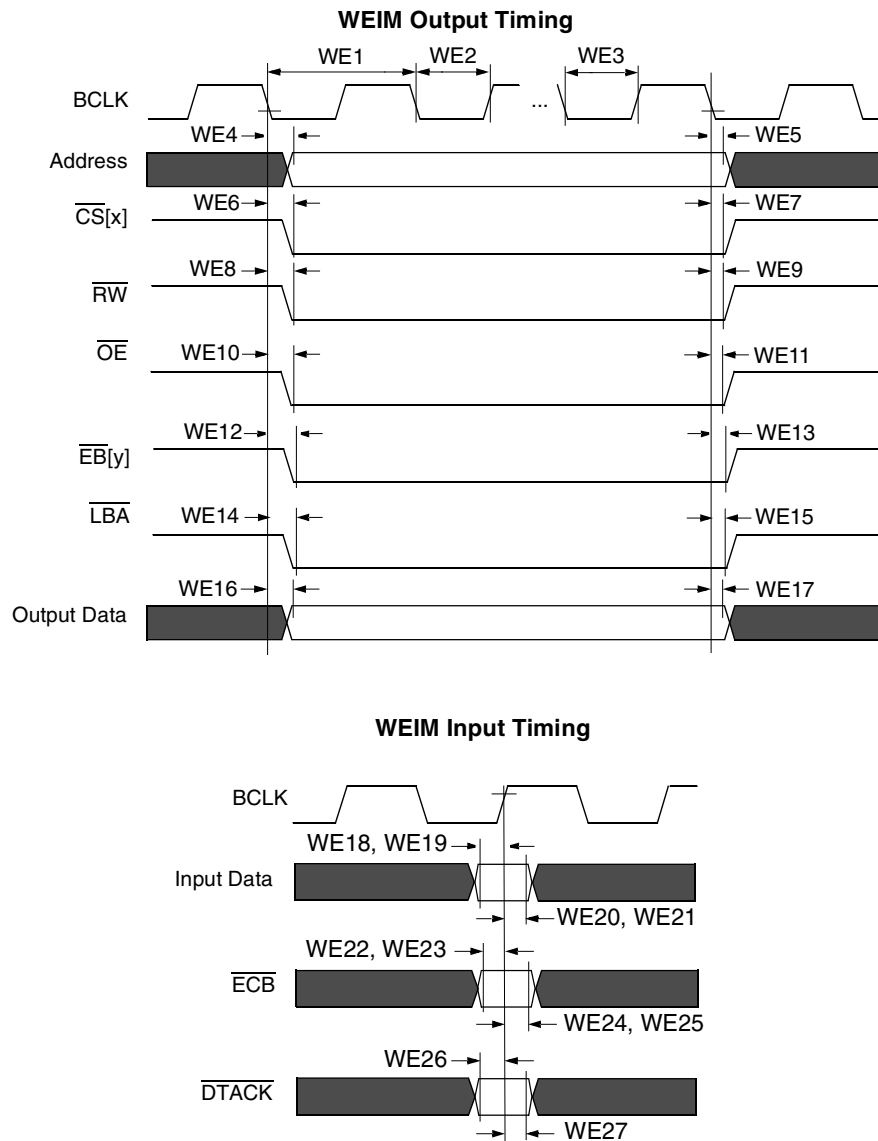 WEIM Output Timing
WE1 WE2 WE3
BCLK ...
WE4 WE5
Address
WE6 WE7
CS[x]
WE8 WE9
RW
WE10 WE11
OE
WE12 WE13
EB[y]
WE14 WE15
LBA
WE16 WE17
Output Data
WEIM Input Timing
BCLK
WE18, WE19
Input Data
WE20, WE21
WE22, WE23
ECB
WE24, WE25
WE26
DTACK
WE27